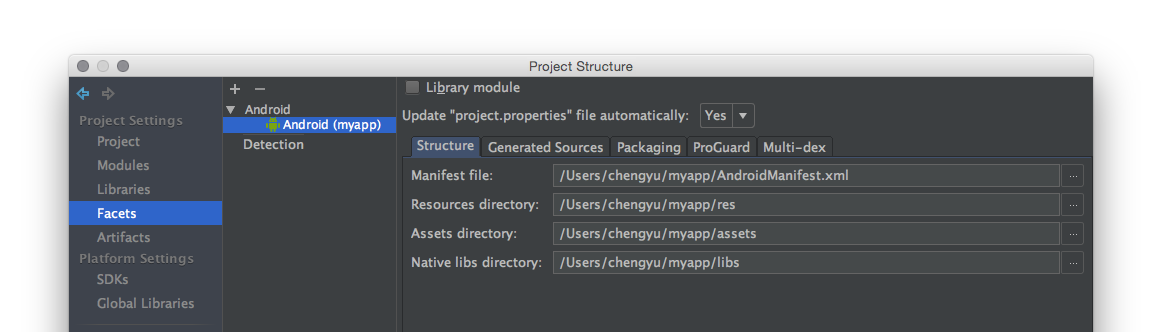 Project Structure
Project Settings
Project
Modules
Libraries
Facets
Artifacts
Platform Settings
SDKs
Global Libraries
Android
Android (myapp)
Detection
Library module
Update "project.properties" file automatically: Yes
Structure Generated Sources Packaging ProGuard Multi-dex
Manifest file: /Users/chengyu/myapp/AndroidManifest.xml ...
Resources directory: /Users/chengyu/myapp/res ...
Assets directory: /Users/chengyu/myapp/assets ...
Native libs directory: /Users/chengyu/myapp/libs ...